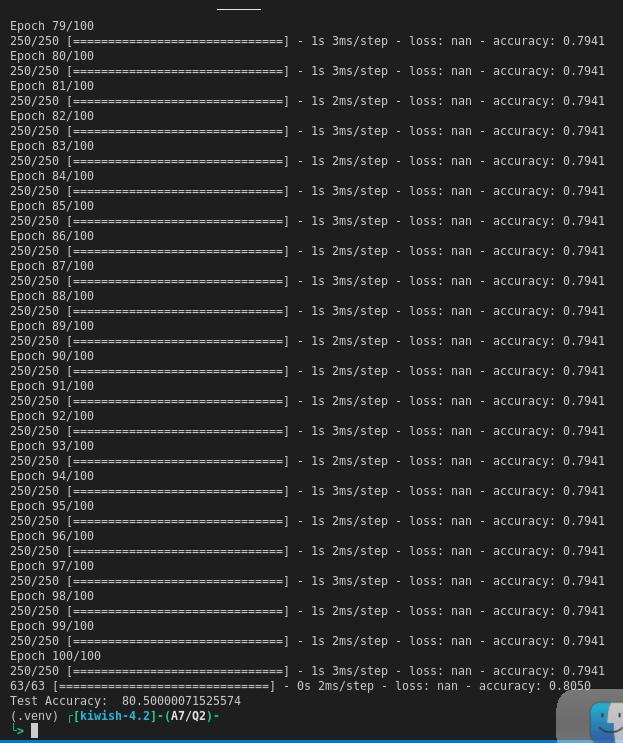 Epoch 79/100
250/250 [==============================] - 1s 3ms/step - loss: nan - accuracy: 0.7941
Epoch 80/100
250/250 [==============================] - 1s 3ms/step - loss: nan - accuracy: 0.7941
Epoch 81/100
250/250 [==============================] - 1s 2ms/step - loss: nan - accuracy: 0.7941
Epoch 82/100
250/250 [==============================] - 1s 3ms/step - loss: nan - accuracy: 0.7941
Epoch 83/100
250/250 [==============================] - 1s 2ms/step - loss: nan - accuracy: 0.7941
Epoch 84/100
250/250 [==============================] - 1s 3ms/step - loss: nan - accuracy: 0.7941
Epoch 85/100
250/250 [==============================] - 1s 3ms/step - loss: nan - accuracy: 0.7941
Epoch 86/100
250/250 [==============================] - 1s 2ms/step - loss: nan - accuracy: 0.7941
Epoch 87/100
250/250 [==============================] - 1s 3ms/step - loss: nan - accuracy: 0.7941
Epoch 88/100
250/250 [==============================] - 1s 3ms/step - loss: nan - accuracy: 0.7941
Epoch 89/100
250/250 [==============================] - 1s 2ms/step - loss: nan - accuracy: 0.7941
Epoch 90/100
250/250 [==============================] - 1s 2ms/step - loss: nan - accuracy: 0.7941
Epoch 91/100
250/250 [==============================] - 1s 2ms/step - loss: nan - accuracy: 0.7941
Epoch 92/100
250/250 [==============================] - 1s 3ms/step - loss: nan - accuracy: 0.7941
Epoch 93/100
250/250 [==============================] - 1s 2ms/step - loss: nan - accuracy: 0.7941
Epoch 94/100
250/250 [==============================] - 1s 3ms/step - loss: nan - accuracy: 0.7941
Epoch 95/100
250/250 [==============================] - 1s 2ms/step - loss: nan - accuracy: 0.7941
Epoch 96/100
250/250 [==============================] - 1s 2ms/step - loss: nan - accuracy: 0.7941
Epoch 97/100
250/250 [==============================] - 1s 3ms/step - loss: nan - accuracy: 0.7941
Epoch 98/100
250/250 [==============================] - 1s 2ms/step - loss: nan - accuracy: 0.7941
Epoch 99/100
250/250 [==============================] - 1s 2ms/step - loss: nan - accuracy: 0.7941
Epoch 100/100
250/250 [==============================] - 1s 3ms/step - loss: nan - accuracy: 0.7941
63/63 [==============================] - 0s 2ms/step - loss: nan - accuracy: 0.8050
Test Accuracy:  80.50000071525574
(.venv) ┌[kiwish-4.2]-(A7/Q2)-
└>